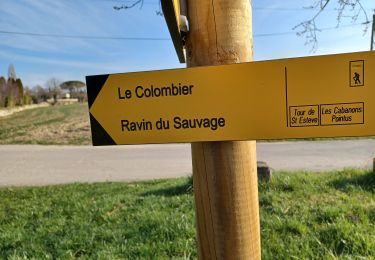 Le Colombier
Ravin du Sauvage
Tour de
St Estève
Les Cabanons
Pointus